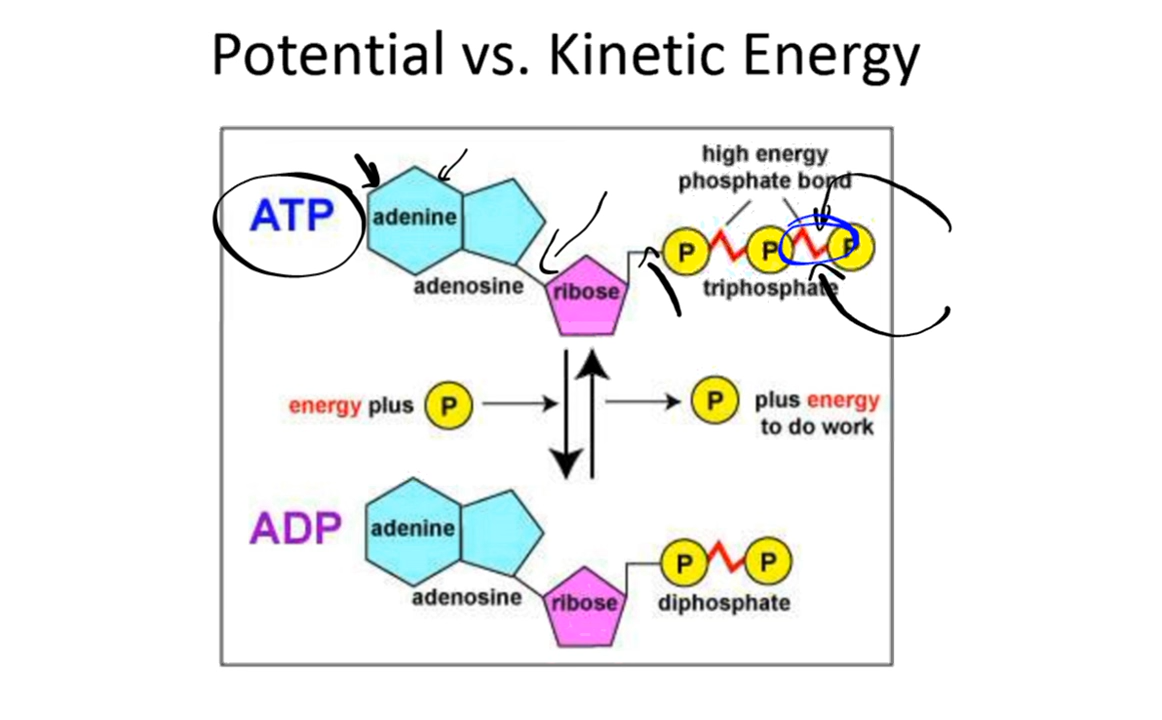 Potential vs. Kinetic Energy
high energy
phosphate bond
ATP
adenine
P
P
P
adenosine
ribose
triphosphate
energy plus P
P plus energy
to do work
ADP
adenine
P
P
adenosine
ribose
diphosphate